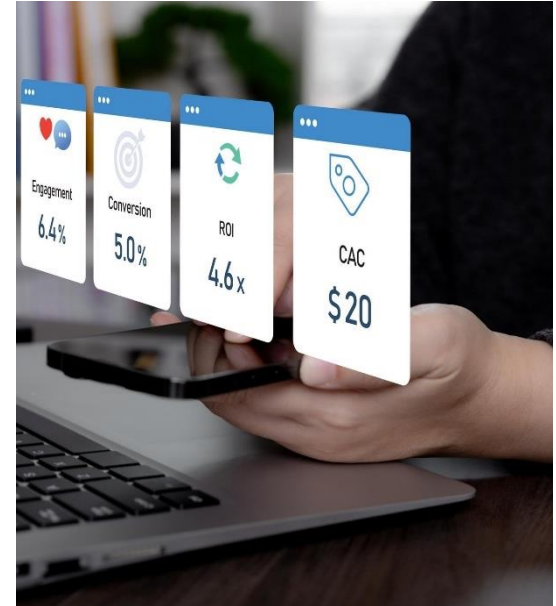 Engagement
6.4%
Conversion
5.0%
ROI
4.6x
CAC
$20